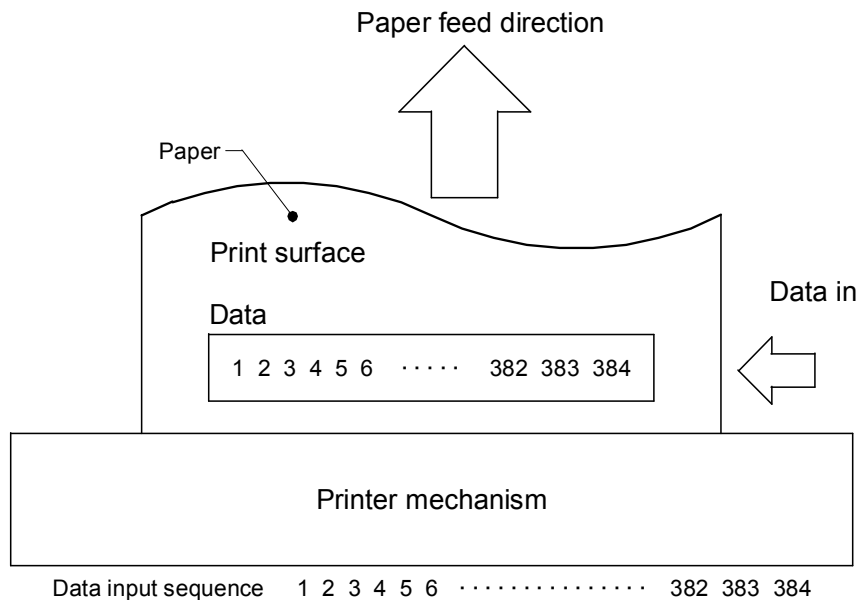 Paper feed direction
Paper
Print surface
Data in
Data
1 2 3 4 5 6 ····· 382 383 384
Printer mechanism
Data input sequence 1 2 3 4 5 6 ················ 382 383 384